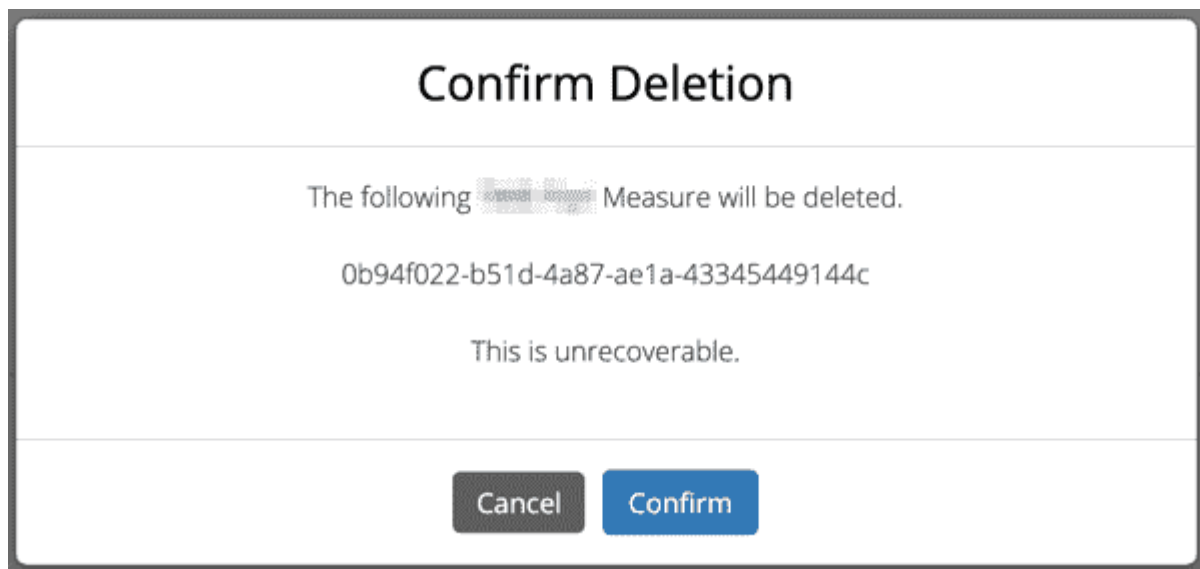 Confirm Deletion
The following Measure will be deleted.
0b94f022-b51d-4a87-ae1a-43345449144c
This is unrecoverable.
Cancel
Confirm